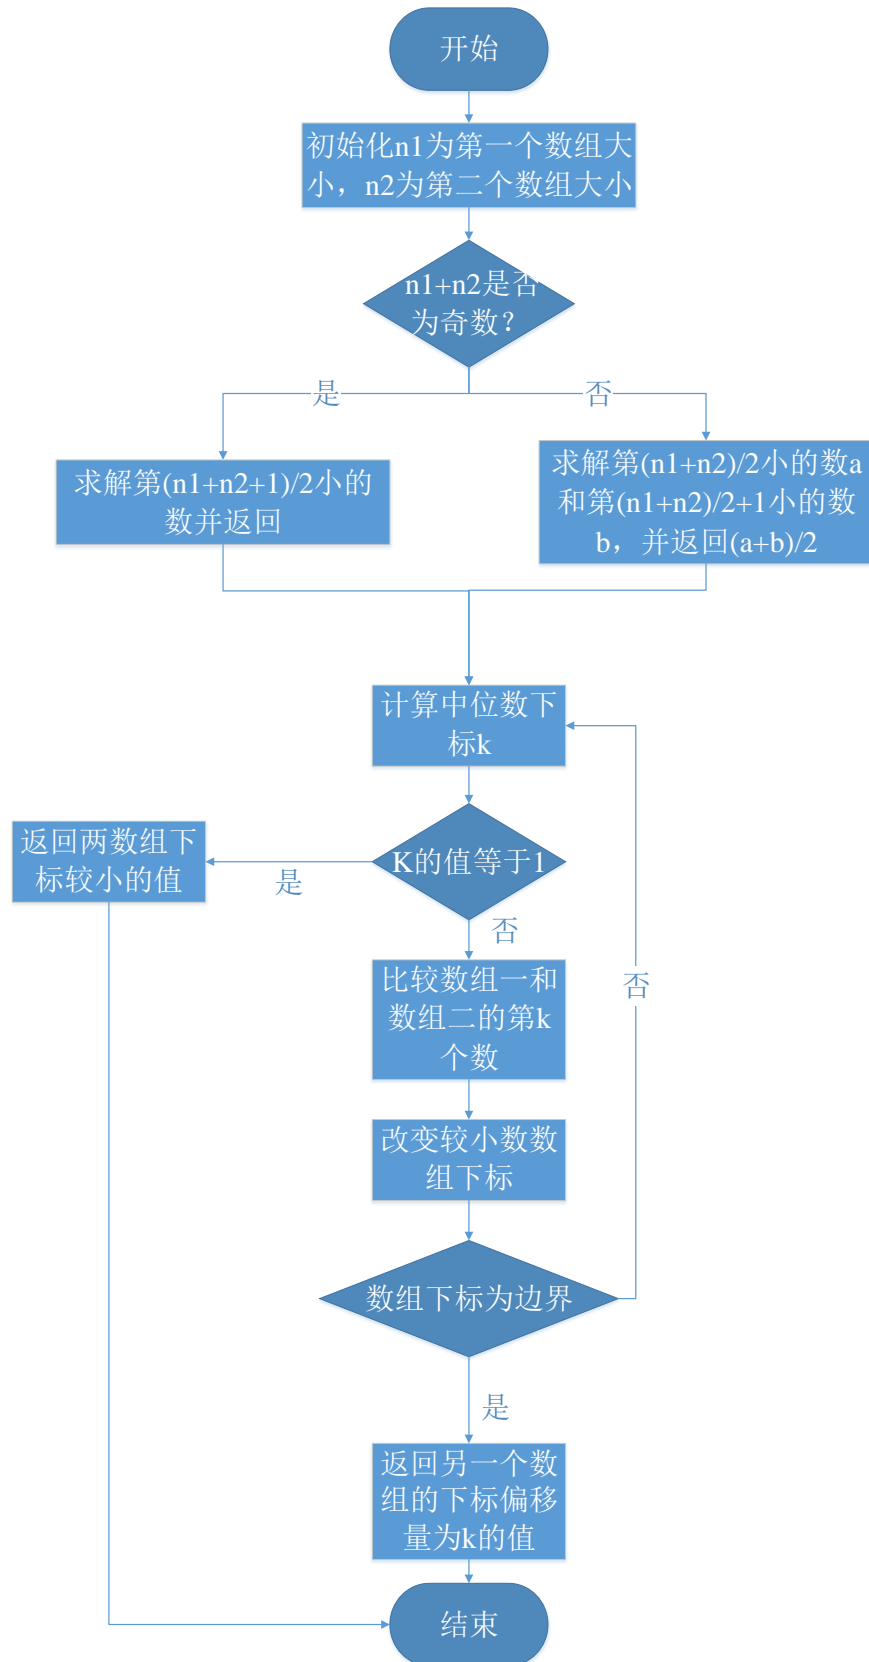 开始
初始化n1为第一个数组大
小，n2为第二个数组大小
n1+n2是否
为奇数？
是
否
求解第(n1+n2+1)/2小的
数并返回
求解第(n1+n2)/2小的数a
和第(n1+n2)/2+1小的数
b，并返回(a+b)/2
计算中位数下
标k
K的值等于1
是
返回两数组下
标较小的值
否
比较数组一和
数组二的第k
个数
否
改变较小数数
组下标
数组下标为边界
是
返回另一个数
组的下标偏移
量为k的值
结束